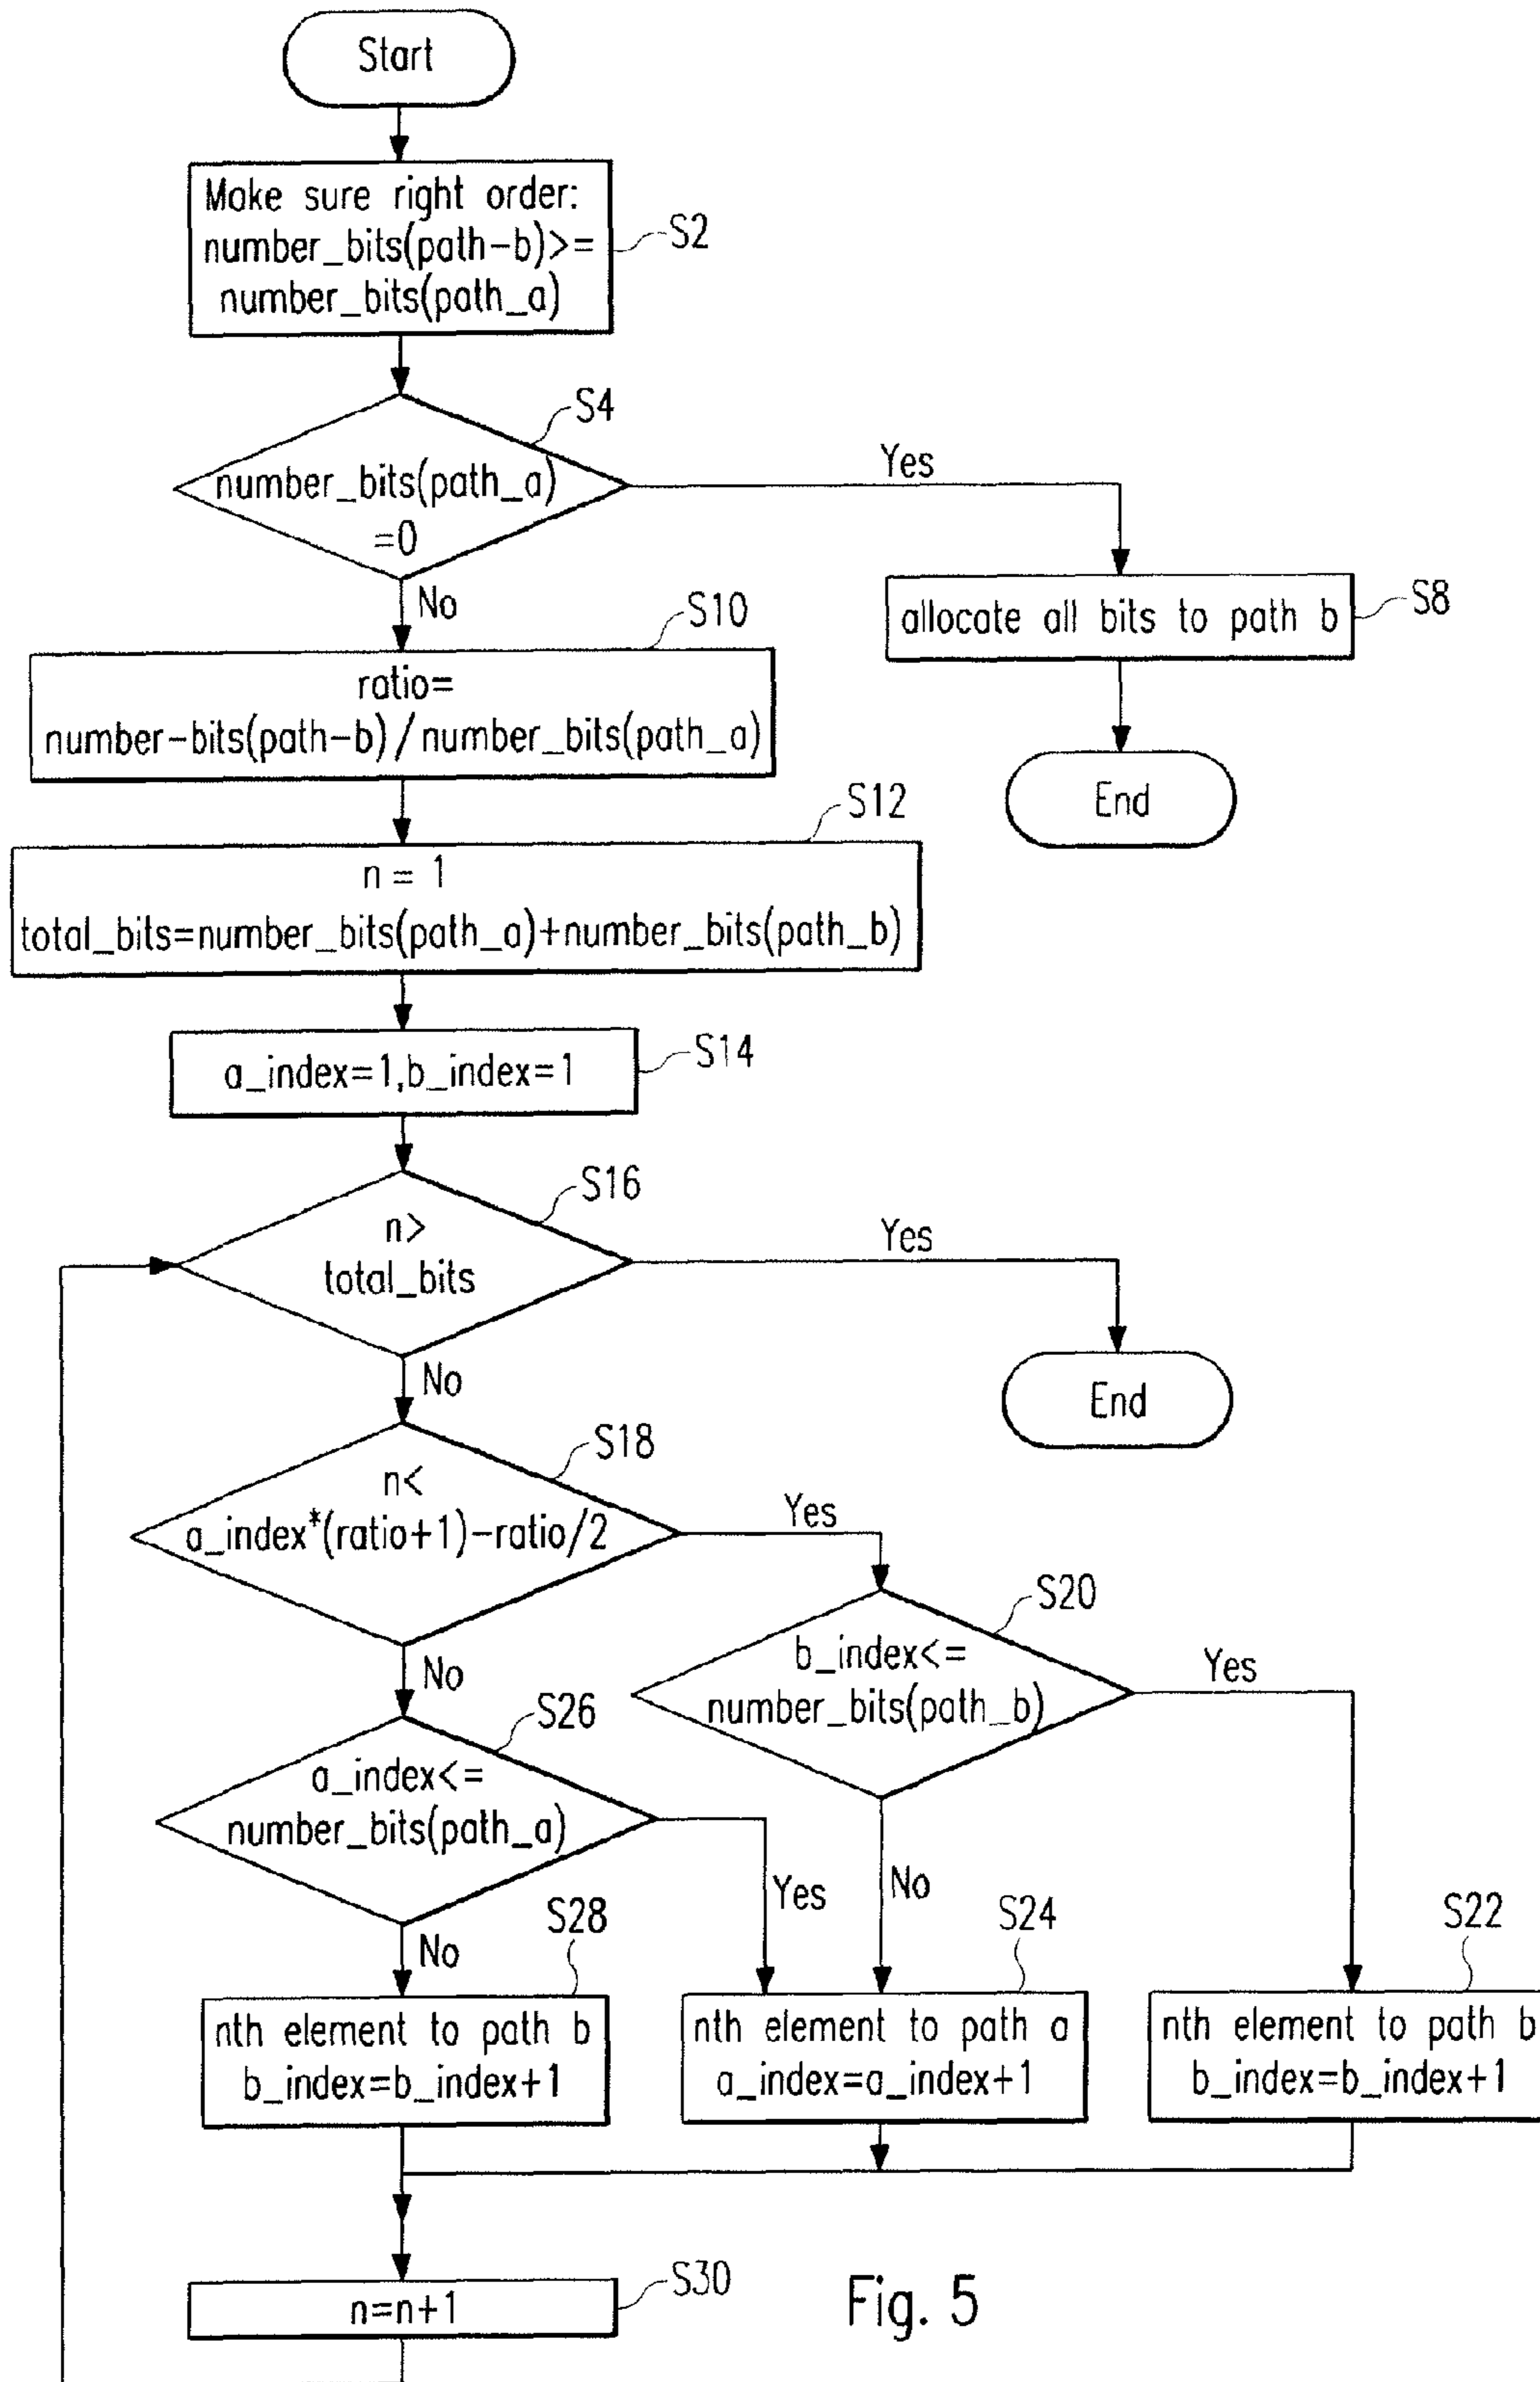 Start
Make sure right order:
number_bits(path-b)>=
number_bits(path_a)
S2
S4
number_bits(path_a)
=0
Yes
No
S8
allocate all bits to path b
End
S10
ratio=
number-bits(path-b)/number_bits(path_a)
S12
n = 1
total_bits=number_bits(path_a)+number_bits(path_b)
S14
a_index=1,b_index=1
S16
n>
total_bits
Yes
No
End
S18
n<
a_index*(ratio+1)-ratio/2
Yes
No
S20
b_index<=
number_bits(path_b)
Yes
No
S26
a_index<=
number_bits(path_a)
Yes
No
S28
nth element to path b
b_index=b_index+1
S24
nth element to path a
a_index=a_index+1
S22
nth element to path b
b_index=b_index+1
S30
n=n+1
Fig. 5